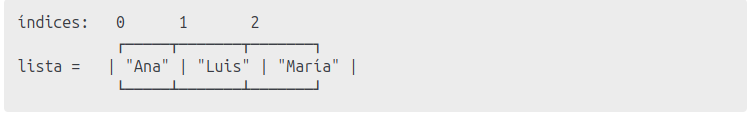 índices: 0 1 2
lista = | "Ana" | "Luis" | "María" |